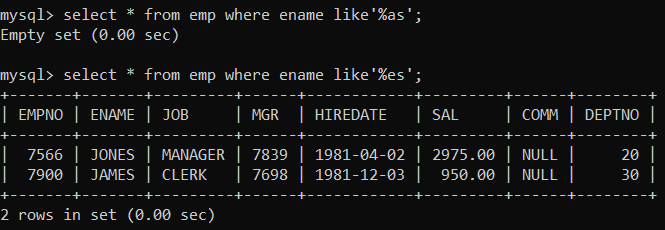 mysql> select * from emp where ename like'%as';
Empty set (0.00 sec)
mysql> select * from emp where ename like'%es';
+-------+-------+---------+------+------------+---------+------+--------+
| EMPNO | ENAME | JOB     | MGR  | HIREDATE   | SAL     | COMM | DEPTNO |
+-------+-------+---------+------+------------+---------+------+--------+
|  7566 | JONES | MANAGER | 7839 | 1981-04-02 | 2975.00 | NULL |     20 |
|  7900 | JAMES | CLERK   | 7698 | 1981-12-03 |  950.00 | NULL |     30 |
+-------+-------+---------+------+------------+---------+------+--------+
2 rows in set (0.00 sec)